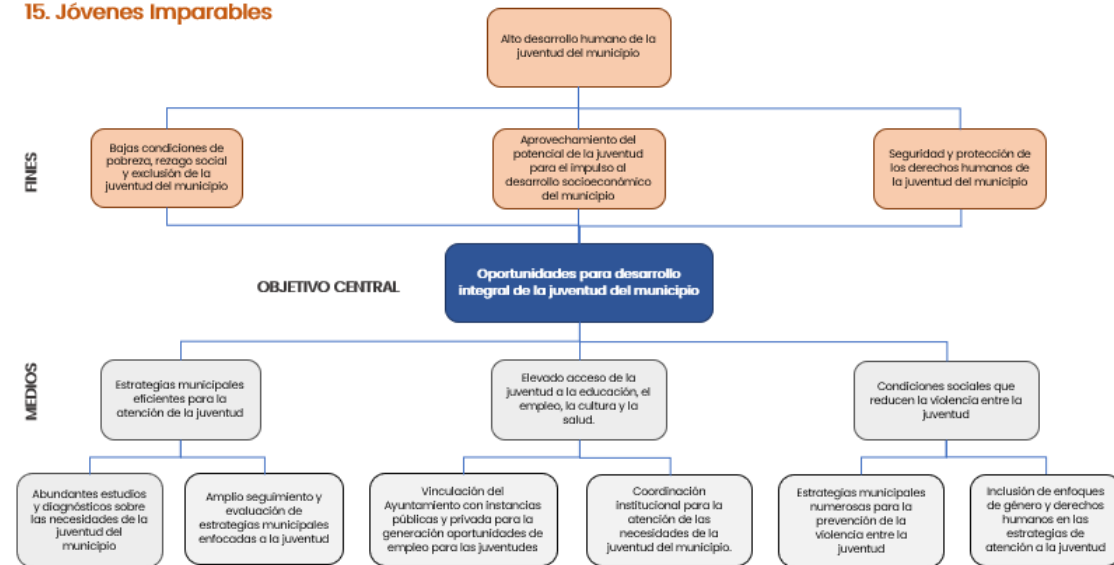 15. Jóvenes Imparables
Alto desarrollo humano de la
juventud del municipio
FINES
Bajas condiciones de
pobreza, rezago social
y exclusión de la
juventud del municipio
Aprovechamiento del
potencial de la juventud
para el impulso al
desarrollo socioeconómico
del municipio
Seguridad y protección de
los derechos humanos de
la juventud del municipio
OBJETIVO CENTRAL
Oportunidades para desarrollo
integral de la juventud del municipio
MEDIOS
Estrategias municipales
eficientes para la
atención de la juventud
Elevado acceso de la
juventud a la educación, el
empleo, la cultura y la
salud.
Condiciones sociales que
reducen la violencia entre la
juventud
Abundantes estudios
y diagnósticos sobre
las necesidades de la
juventud del
municipio
Amplio seguimiento y
evaluación de
estrategias municipales
enfocadas a la juventud
Vinculación del
Ayuntamiento con instancias
públicas y privada para la
generación oportunidades de
empleo para las juventudes
Coordinación
institucional para la
atención de las
necesidades de la
juventud del municipio.
Estrategias municipales
numerosas para la
prevención de la
violencia entre la
juventud
Inclusión de enfoques
de género y derechos
humanos en las
estrategias de
atención a la juventud